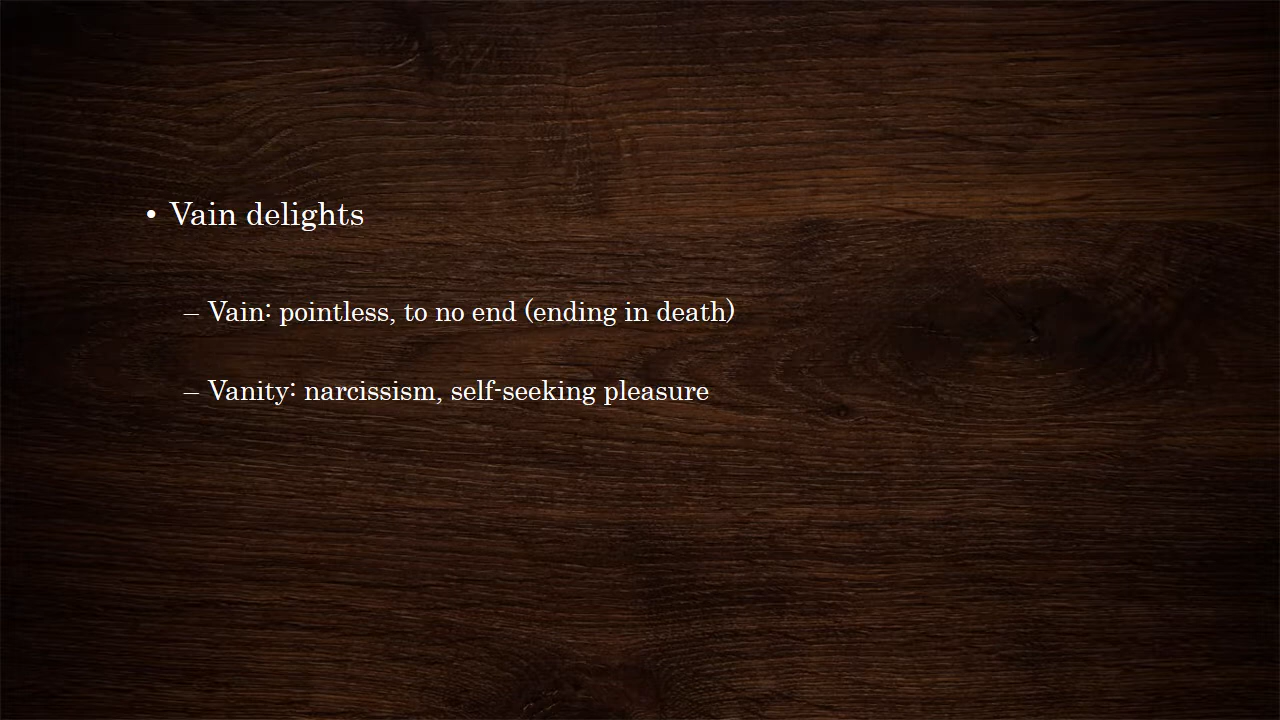 • Vain delights
– Vain: pointless, to no end (ending in death)
– Vanity: narcissism, self-seeking pleasure